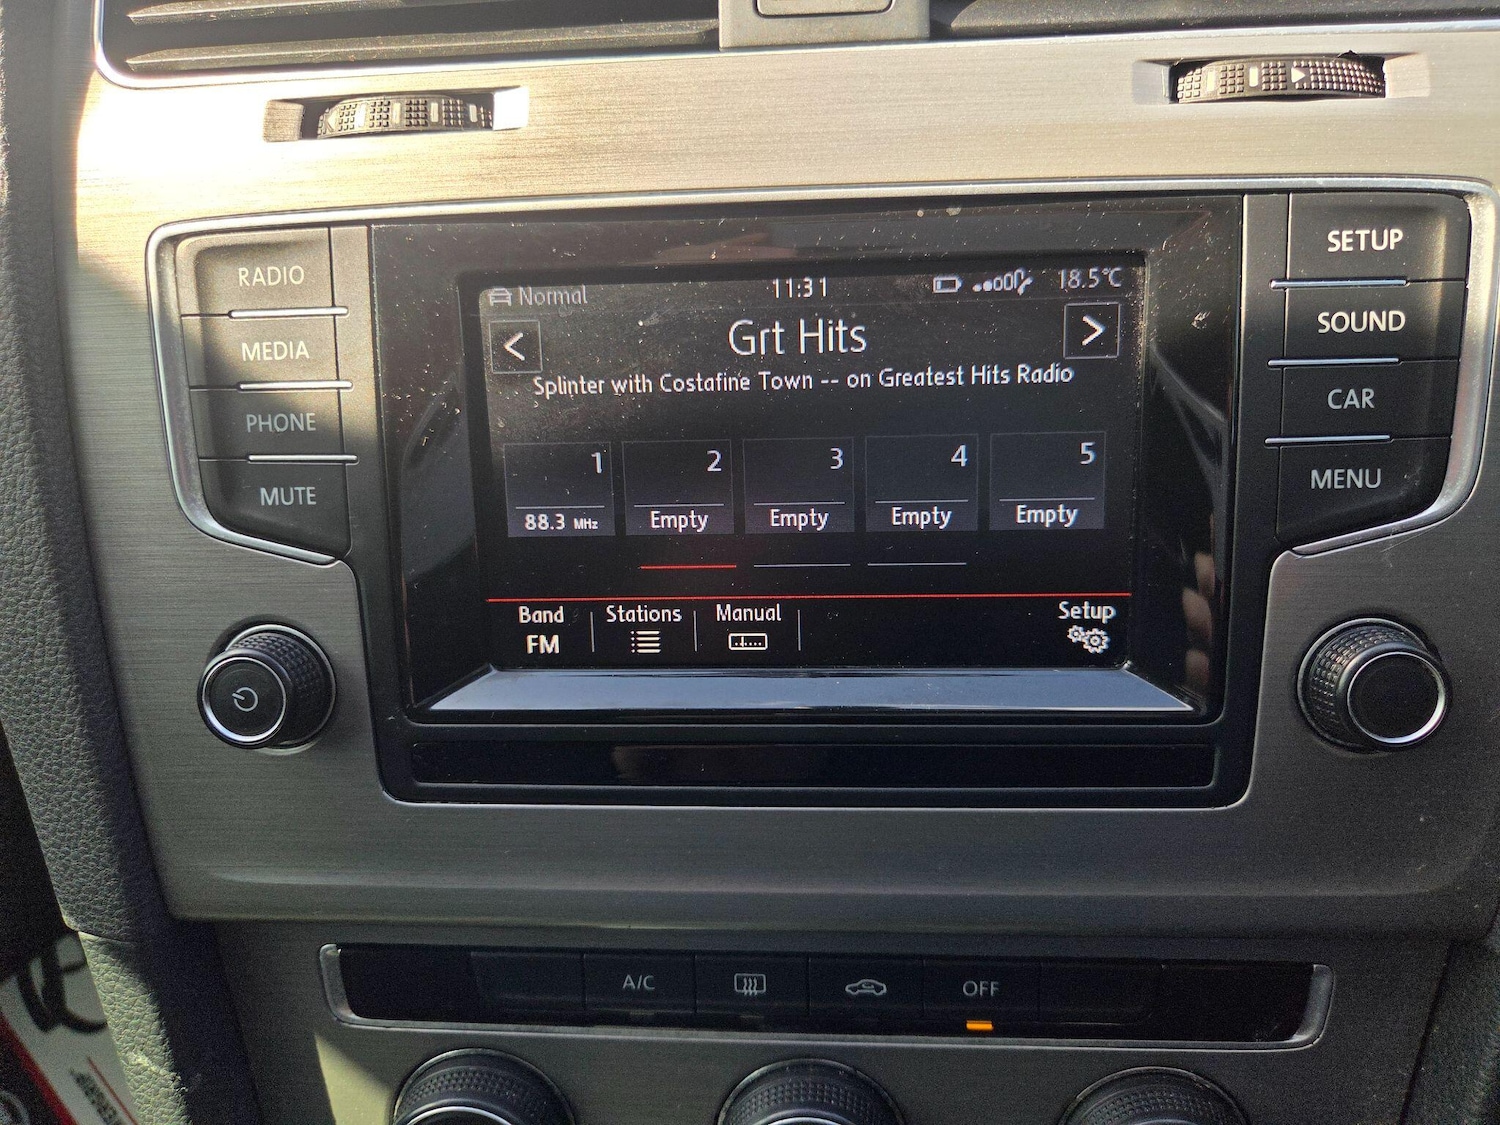 RADIO
MEDIA
PHONE
MUTE
Normal
11:31
18.5°C
Grt Hits
Splinter with Costafine Town -- on Greatest Hits Radio
1
2
3
4
5
88.3 MHz
Empty
Empty
Empty
Empty
Band
Stations
Manual
Setup
FM
SETUP
SOUND
CAR
MENU
A/C
OFF